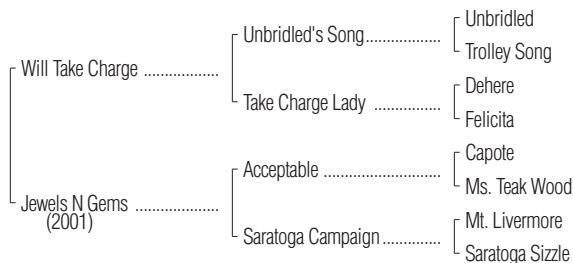 Unbridled
Unbridled's Song..................
Trolley Song
Will Take Charge ..................
Dehere
Take Charge Lady ................
Felicita
Capote
Acceptable ............................
Ms. Teak Wood
Jewels N Gems ....................
(2001)
Mt. Livermore
Saratoga Campaign..............
Saratoga Sizzle